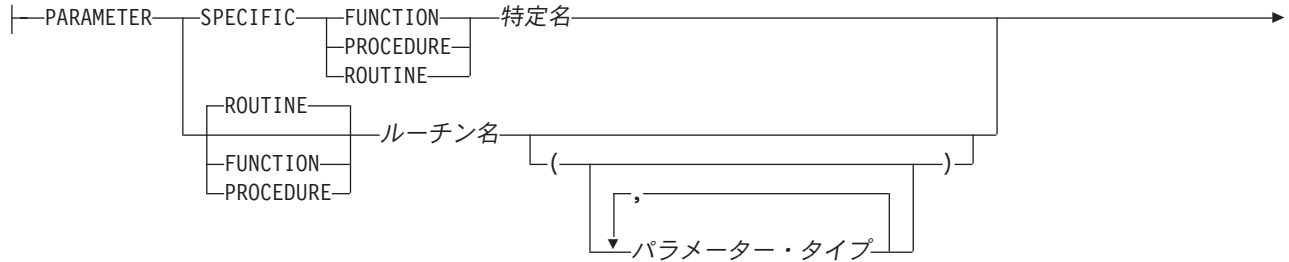 PARAMETER SPECIFIC FUNCTION 特定名
PROCEDURE
ROUTINE
ROUTINE
ルーチン名
( )
FUNCTION
PROCEDURE
,
パラメーター・タイプ